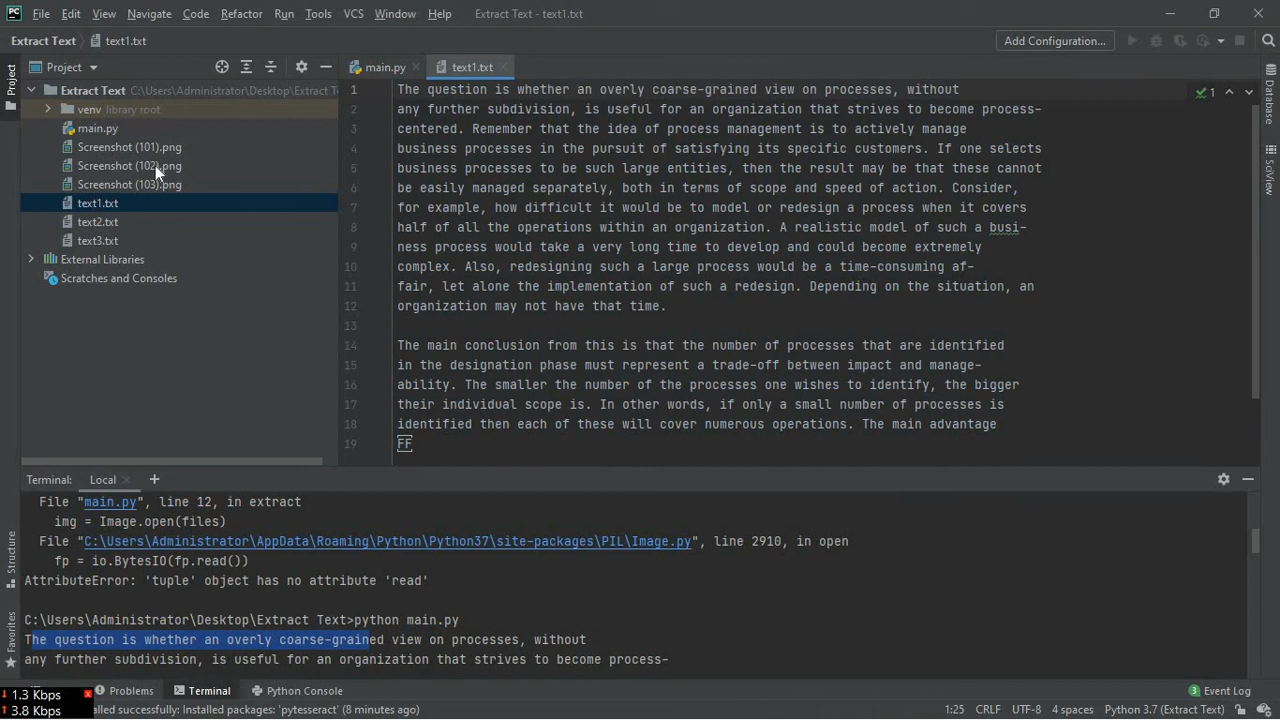 PC File Edit View Navigate Code Refactor Run Tools VCS Window Help Extract Text - text1.txt
Extract Text text1.txt Add Configuration...
Project
Project main.py text1.txt
Extract Text C:\Users\Administrator\Desktop\Extract T
venv library root
main.py
Screenshot (101).png
Screenshot (102).png
Screenshot (103).png
text1.txt
text2.txt
text3.txt
External Libraries
Scratches and Consoles
1 The question is whether an overly coarse-grained view on processes, without
2 any further subdivision, is useful for an organization that strives to become process-
3 centered. Remember that the idea of process management is to actively manage
4 business processes in the pursuit of satisfying its specific customers. If one selects
5 business processes to be such large entities, then the result may be that these cannot
6 be easily managed separately, both in terms of scope and speed of action. Consider,
7 for example, how difficult it would be to model or redesign a process when it covers
8 half of all the operations within an organization. A realistic model of such a busi-
9 ness process would take a very long time to develop and could become extremely
10 complex. Also, redesigning such a large process would be a time-consuming af-
11 fair, let alone the implementation of such a redesign. Depending on the situation, an
12 organization may not have that time.
13
14 The main conclusion from this is that the number of processes that are identified
15 in the designation phase must represent a trade-off between impact and manage-
16 ability. The smaller the number of the processes one wishes to identify, the bigger
17 their individual scope is. In other words, if only a small number of processes is
18 identified then each of these will cover numerous operations. The main advantage
19 FF
1
Database
SciView
Terminal: Local
File "main.py", line 12, in extract
img = Image.open(files)
File "C:\Users\Administrator\AppData\Roaming\Python\Python37\site-packages\PIL\Image.py", line 2910, in open
fp = io.BytesIO(fp.read())
AttributeError: 'tuple' object has no attribute 'read'
C:\Users\Administrator\Desktop\Extract Text>python main.py
The question is whether an overly coarse-grained view on processes, without
any further subdivision, is useful for an organization that strives to become process-
Structure
Favorites
1.3 Kbps x
3.8 Kbps
Problems Terminal Python Console 3 Event Log
alled successfully: Installed packages: 'pytesseract' (8 minutes ago) 1:25 CRLF UTF-8 4 spaces Python 3.7 (Extract Text)